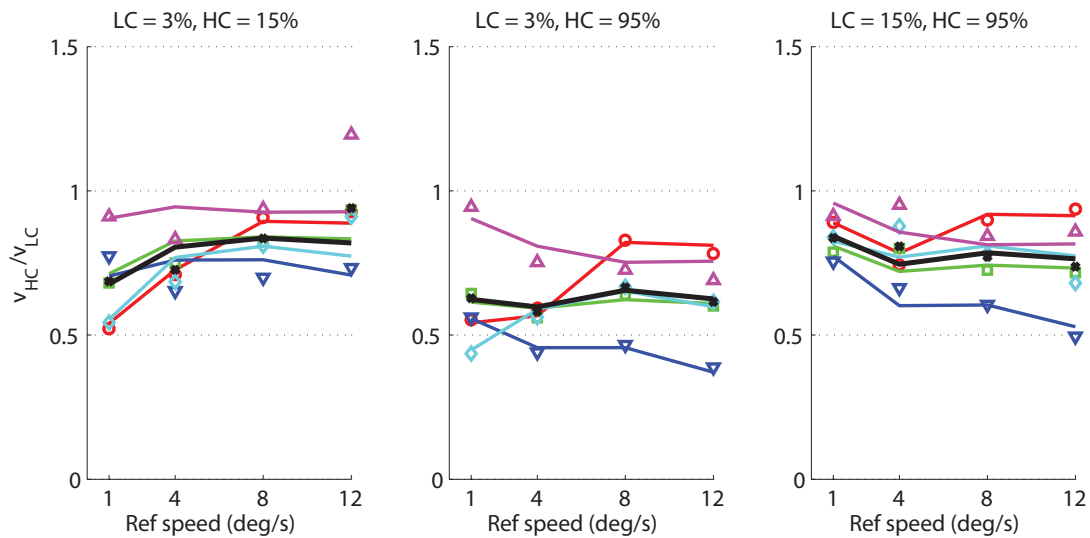 LC = 3%, HC = 15%
LC = 3%, HC = 95%
LC = 15%, HC = 95%
1.5
1
0.5
0
v_HC/v_LC
1 4 8 12
Ref speed (deg/s)
1.5
1
0.5
0
1 4 8 12
Ref speed (deg/s)
1.5
1
0.5
0
1 4 8 12
Ref speed (deg/s)